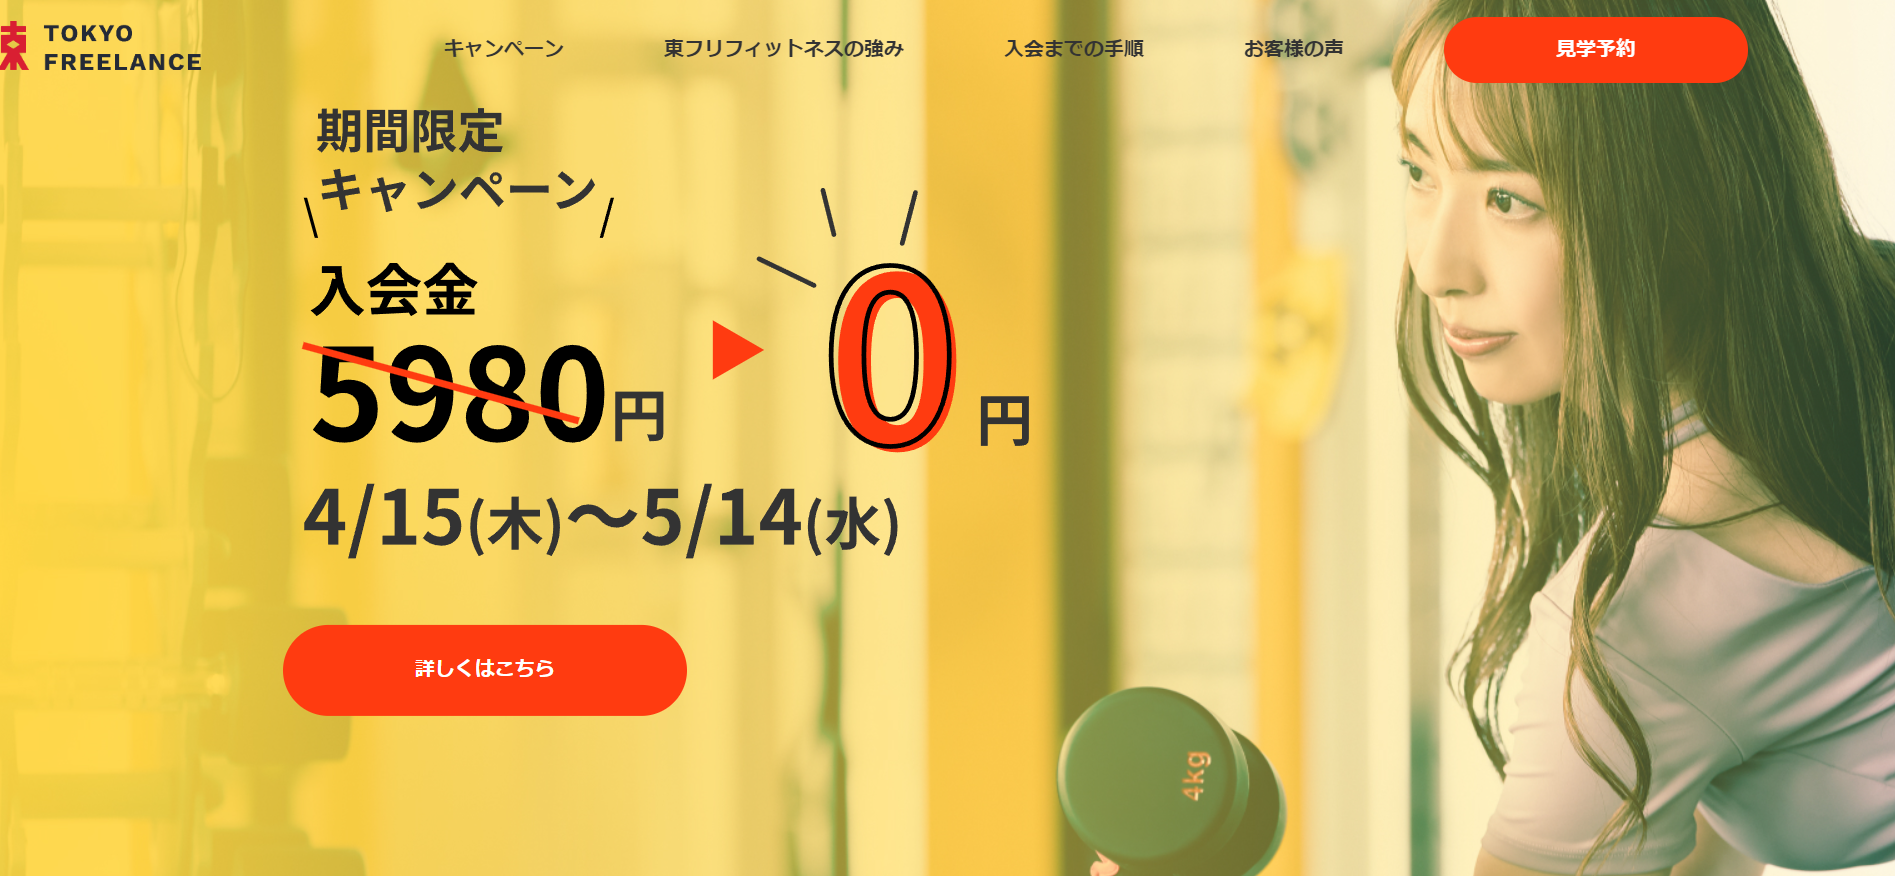 TOKYO
FREELANCE
キャンペーン
東フリフィットネスの強み
入会までの手順
お客様の声
見学予約
期間限定
\キャンペーン/
入会金
5980円
0円
4/15(木)〜5/14(水)
詳しくはこちら
4kg